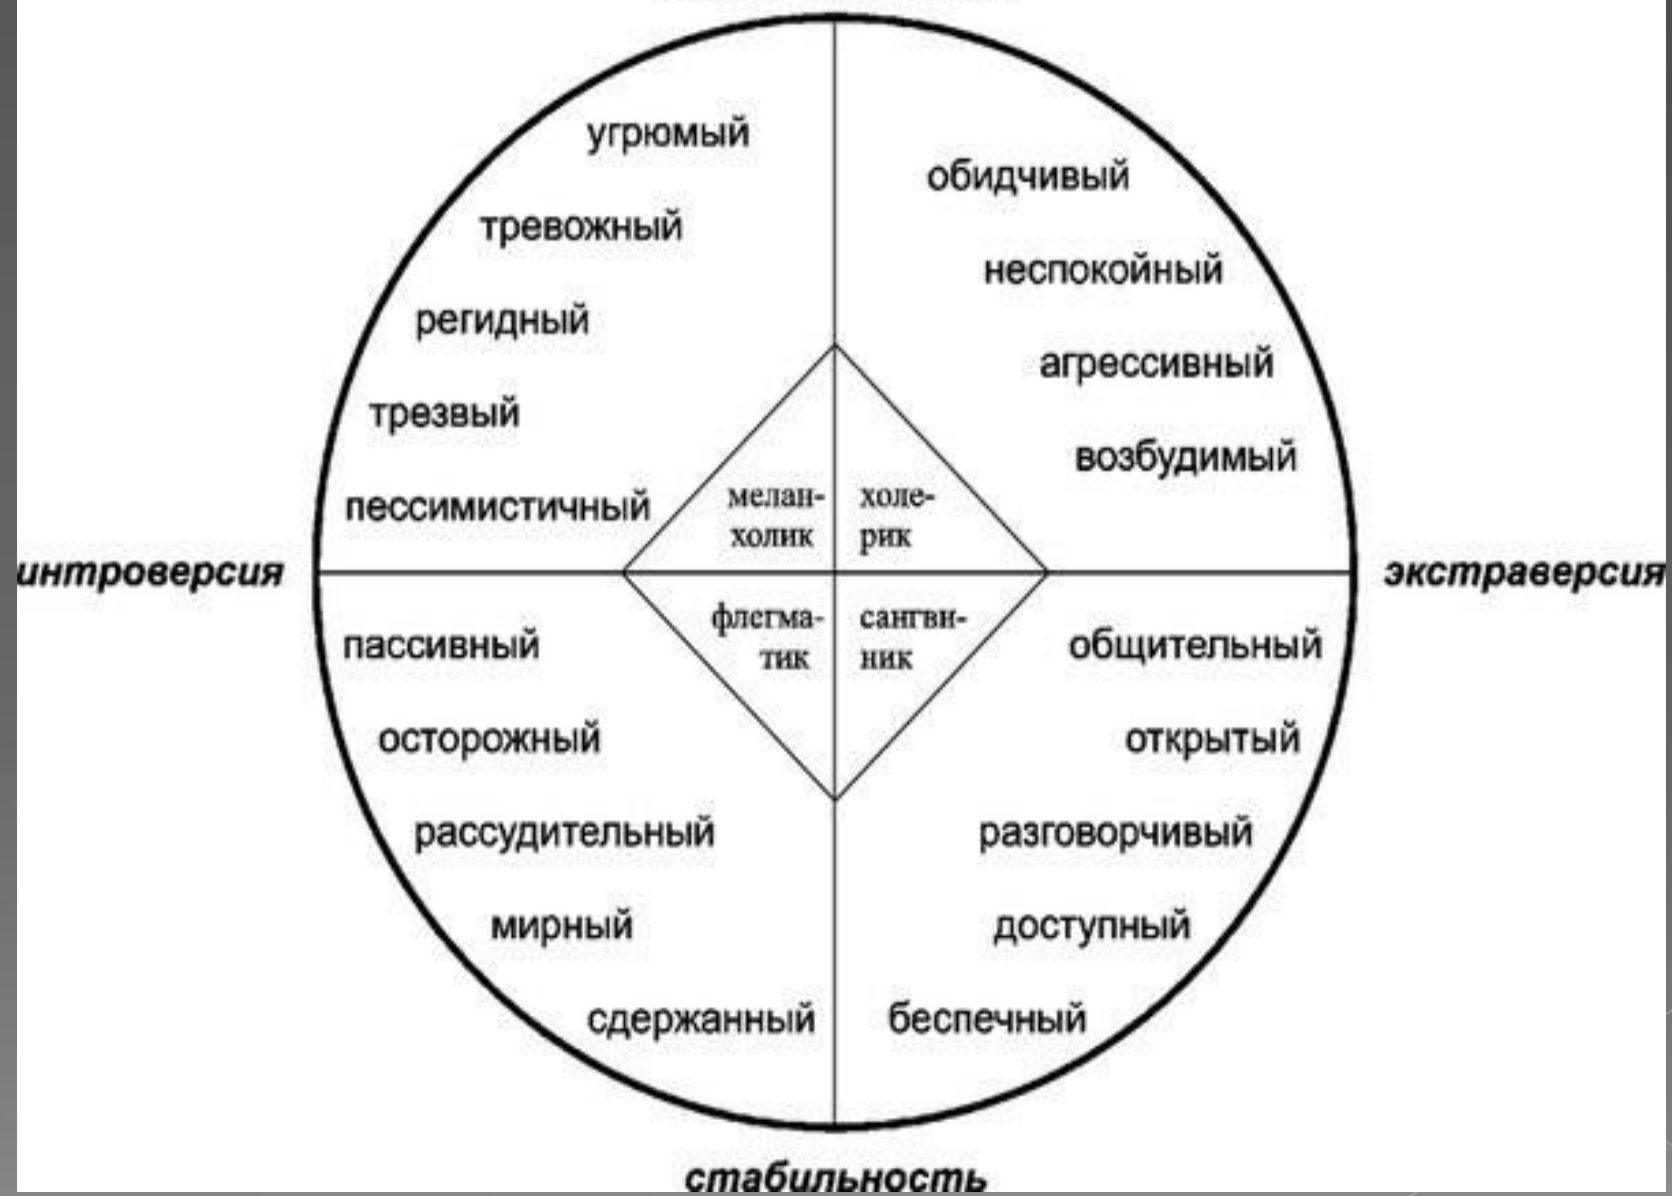 угрюмый
обидчивый
тревожный
неспокойный
регидный
агрессивный
трезвый
возбудимый
пессимистичный
мелан-
холик
холе-
рик
интроверсия
экстраверсия
флегма-
тик
сангви-
ник
пассивный
общительный
осторожный
открытый
рассудительный
разговорчивый
мирный
доступный
сдержанный
беспечный
стабильность